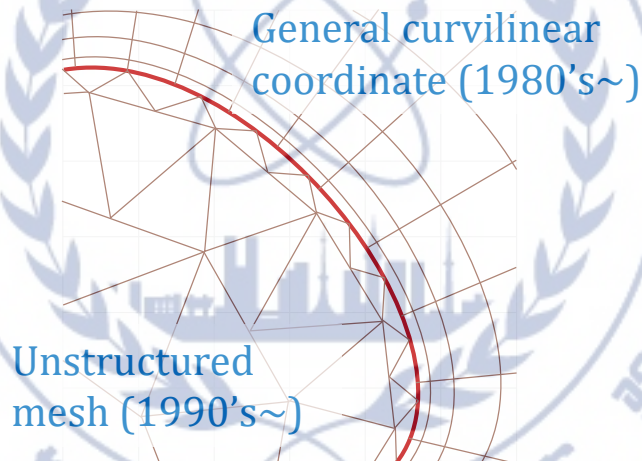 General curvilinear
coordinate (1980's~)
Unstructured
mesh (1990's~)